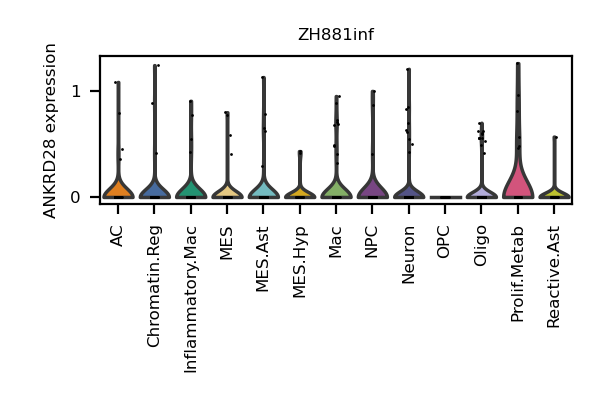 ZH881inf
ANKRD28 expression
1
0
AC
Chromatin.Reg
Inflammatory.Mac
MES
MES.Ast
MES.Hyp
Mac
NPC
Neuron
OPC
Oligo
Prolif.Metab
Reactive.Ast